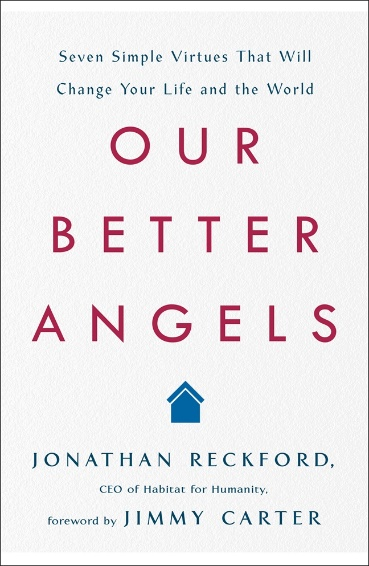 Seven Simple Virtues That Will
Change Your Life and the World
OUR
BETTER
ANGELS
JONATHAN RECKFORD,
CEO of Habitat for Humanity,
foreword by JIMMY CARTER